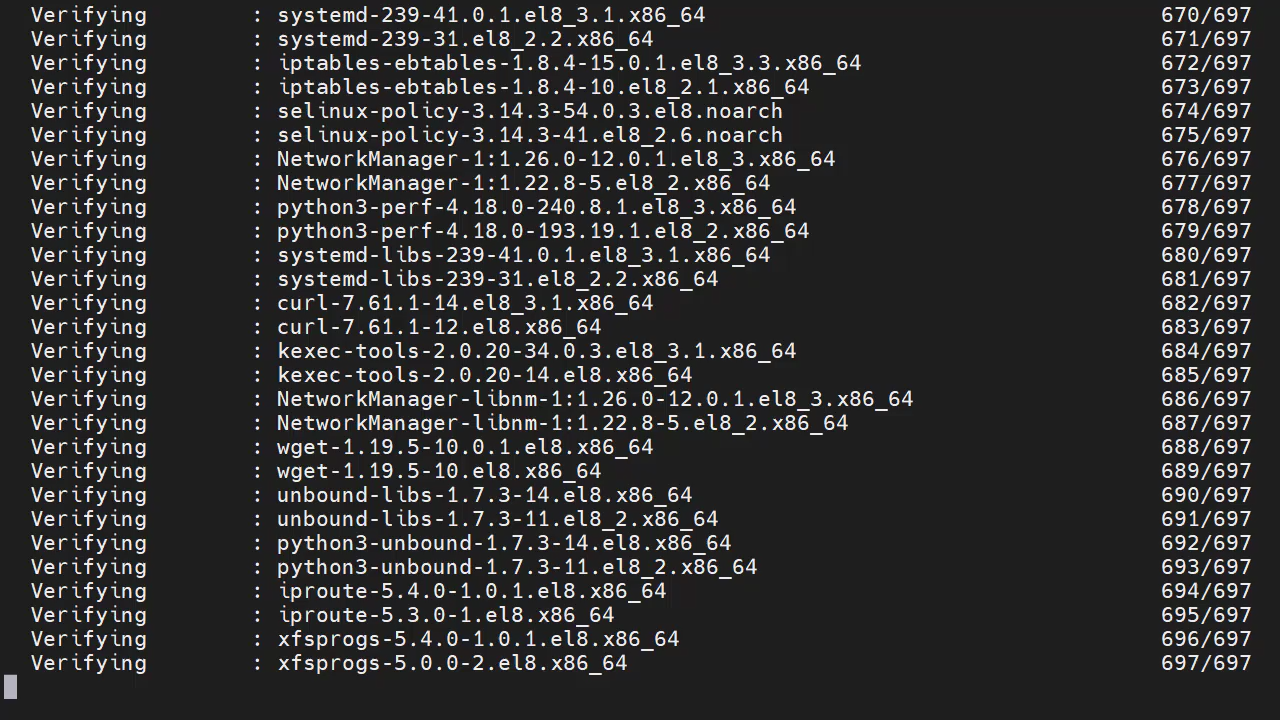 Verifying : systemd-239-41.0.1.el8_3.1.x86_64 670/697
Verifying : systemd-239-31.el8_2.2.x86_64 671/697
Verifying : iptables-ebtables-1.8.4-15.0.1.el8_3.3.x86_64 672/697
Verifying : iptables-ebtables-1.8.4-10.el8_2.1.x86_64 673/697
Verifying : selinux-policy-3.14.3-54.0.3.el8.noarch 674/697
Verifying : selinux-policy-3.14.3-41.el8_2.6.noarch 675/697
Verifying : NetworkManager-1:1.26.0-12.0.1.el8_3.x86_64 676/697
Verifying : NetworkManager-1:1.22.8-5.el8_2.x86_64 677/697
Verifying : python3-perf-4.18.0-240.8.1.el8_3.x86_64 678/697
Verifying : python3-perf-4.18.0-193.19.1.el8_2.x86_64 679/697
Verifying : systemd-libs-239-41.0.1.el8_3.1.x86_64 680/697
Verifying : systemd-libs-239-31.el8_2.2.x86_64 681/697
Verifying : curl-7.61.1-14.el8_3.1.x86_64 682/697
Verifying : curl-7.61.1-12.el8.x86_64 683/697
Verifying : kexec-tools-2.0.20-34.0.3.el8_3.1.x86_64 684/697
Verifying : kexec-tools-2.0.20-14.el8.x86_64 685/697
Verifying : NetworkManager-libnm-1:1.26.0-12.0.1.el8_3.x86_64 686/697
Verifying : NetworkManager-libnm-1:1.22.8-5.el8_2.x86_64 687/697
Verifying : wget-1.19.5-10.0.1.el8.x86_64 688/697
Verifying : wget-1.19.5-10.el8.x86_64 689/697
Verifying : unbound-libs-1.7.3-14.el8.x86_64 690/697
Verifying : unbound-libs-1.7.3-11.el8_2.x86_64 691/697
Verifying : python3-unbound-1.7.3-14.el8.x86_64 692/697
Verifying : python3-unbound-1.7.3-11.el8_2.x86_64 693/697
Verifying : iproute-5.4.0-1.0.1.el8.x86_64 694/697
Verifying : iproute-5.3.0-1.el8.x86_64 695/697
Verifying : xfsprogs-5.4.0-1.0.1.el8.x86_64 696/697
Verifying : xfsprogs-5.0.0-2.el8.x86_64 697/697